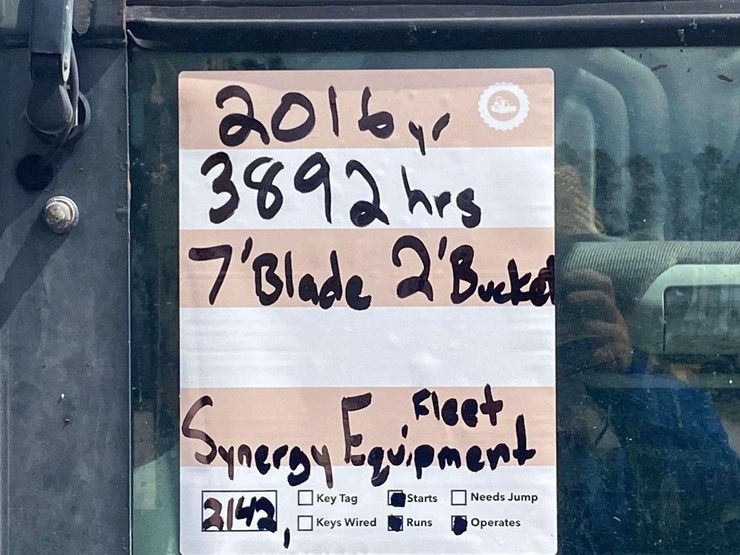 2016 yr
3892 hrs
7' Blade 2' Bucket
Fleet
Synergy Equipment
3142 Key Tag Starts Needs Jump
Keys Wired Runs Operates